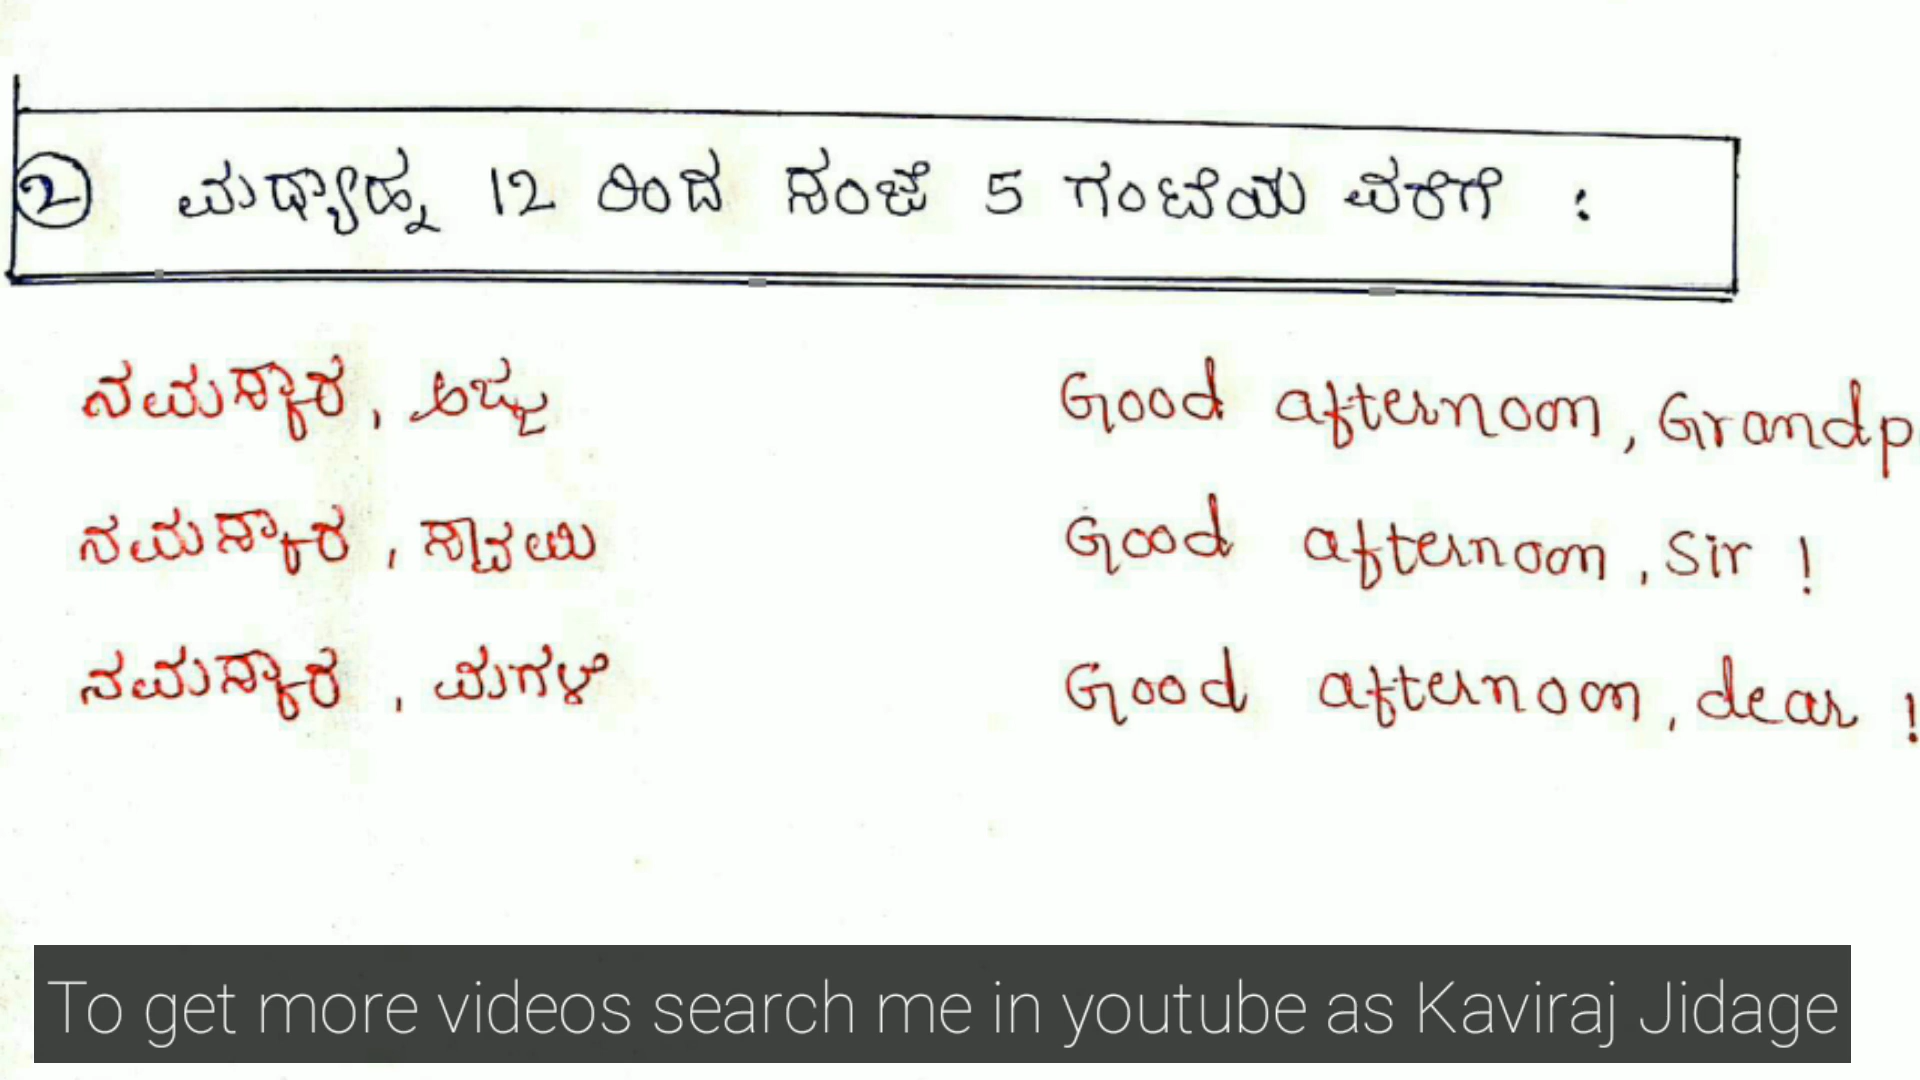 2 ಮಧ್ಯಾಹ್ನ 12 ರಿಂದ ಸಂಜೆ 5 ಗಂಟೆಯ ವರೆಗೆ :
ನಮಸ್ಕಾರ, ಅಜ್ಜ Good afternoon, Grandp
ನಮಸ್ಕಾರ, ಸ್ವಾಮಿ Good afternoon, Sir !
ನಮಸ್ಕಾರ, ಮಗಳೆ Good afternoon, dear !
To get more videos search me in youtube as Kaviraj Jidage